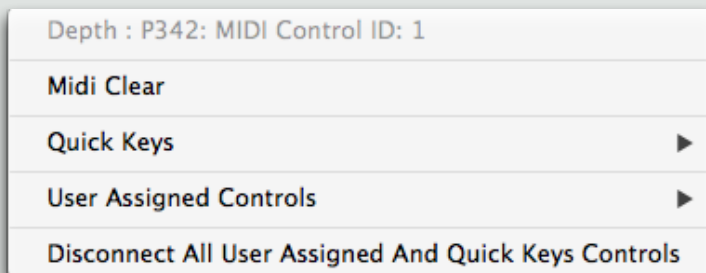 Depth : P342: MIDI Control ID: 1
Midi Clear
Quick Keys
User Assigned Controls
Disconnect All User Assigned And Quick Keys Controls